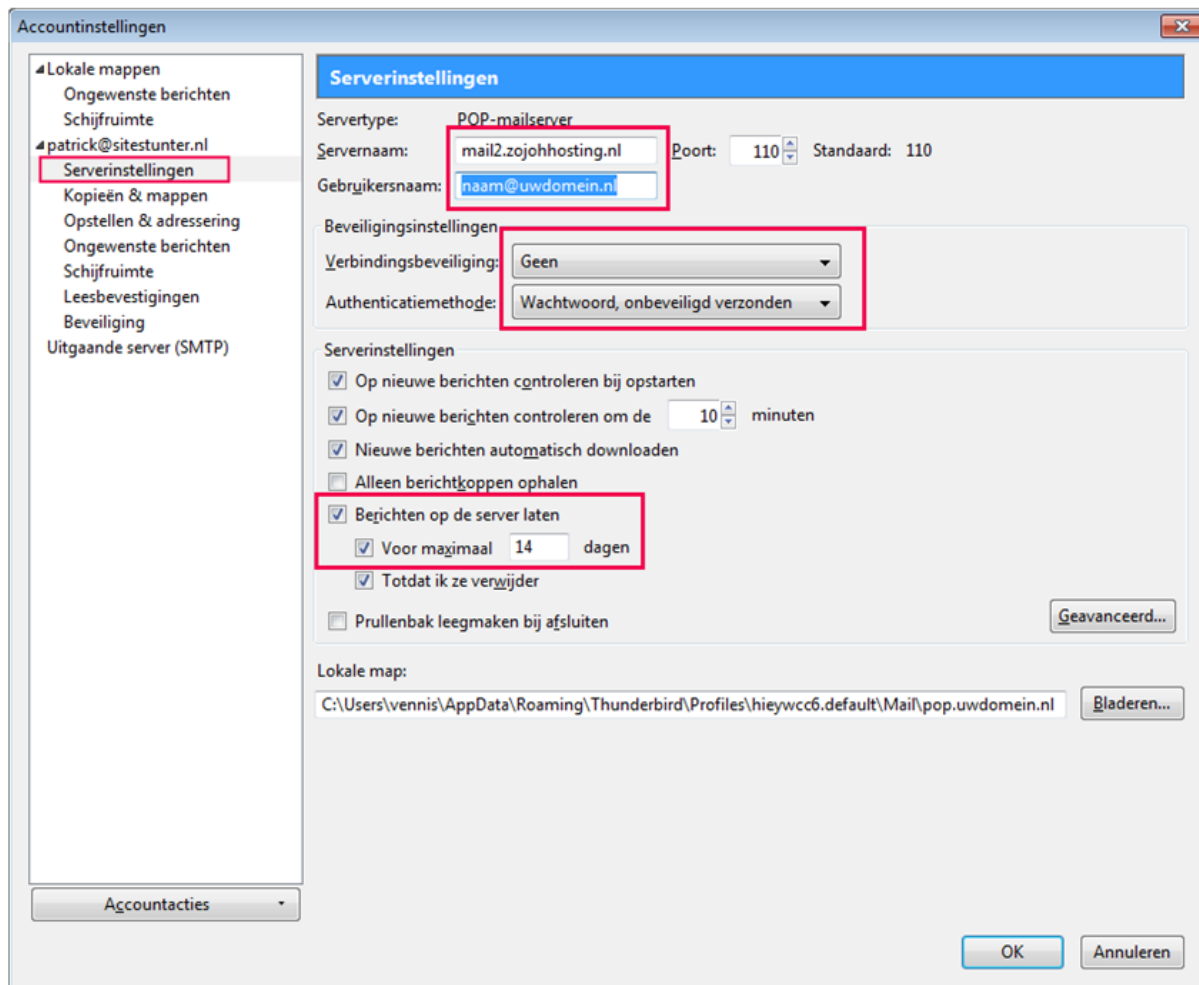 Accountinstellingen
Lokale mappen
Ongewenste berichten
Schijfruimte
patrick@sitestunter.nl
Serverinstellingen
Kopieën & mappen
Opstellen & adressering
Ongewenste berichten
Schijfruimte
Leesbevestigingen
Beveiliging
Uitgaande server (SMTP)
Accountacties
Serverinstellingen
Servertype: POP-mailserver
Servernaam: mail2.zojohhosting.nl Poort: 110 Standaard: 110
Gebruikersnaam: naam@uwdomein.nl
Beveiligingsinstellingen
Verbindingsbeveiliging: Geen
Authenticatiemethode: Wachtwoord, onbeveiligd verzonden
Serverinstellingen
Op nieuwe berichten controleren bij opstarten
Op nieuwe berichten controleren om de 10 minuten
Nieuwe berichten automatisch downloaden
Alleen berichtkoppen ophalen
Berichten op de server laten
Voor maximaal 14 dagen
Totdat ik ze verwijder
Prullenbak leegmaken bij afsluiten
Geavanceerd...
Lokale map:
C:\Users\vennis\AppData\Roaming\Thunderbird\Profiles\hieywcc6.default\Mail\pop.uwdomein.nl Bladeren...
OK Annuleren